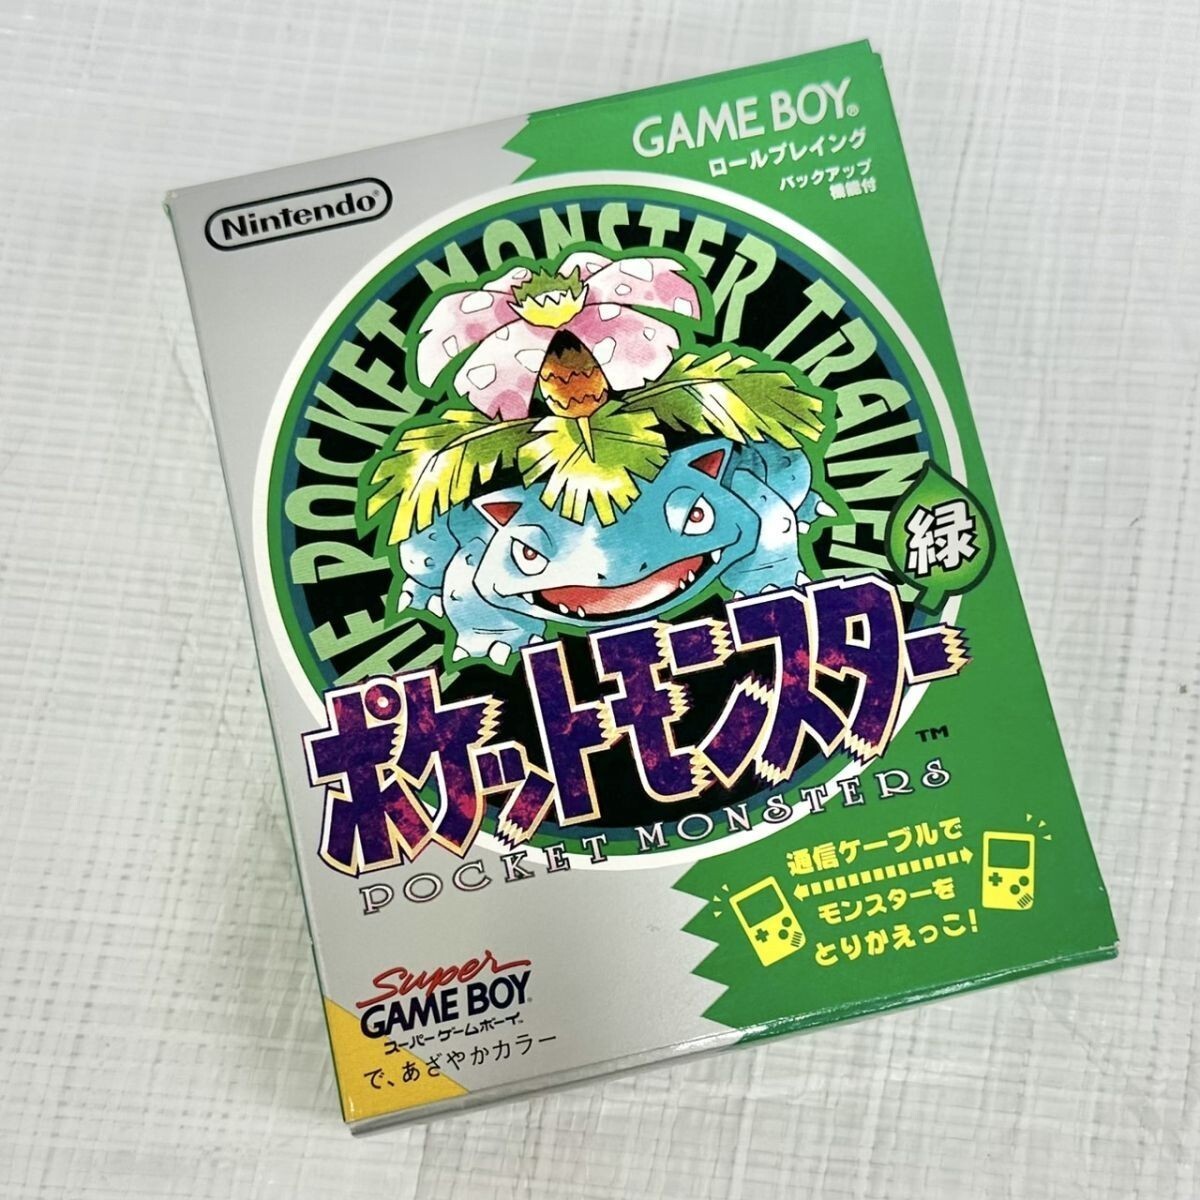 Nintendo®
GAME BOY®
ロールプレイング
バックアップ
機能付
POCKET MONSTER TRAINER
緑
ポケットモンスター
TM
POCKET MONSTERS
通信ケーブルで
モンスターを
とりかえっこ!
Super
GAME BOY
スーパーゲームボーイ
で、あざやかカラー